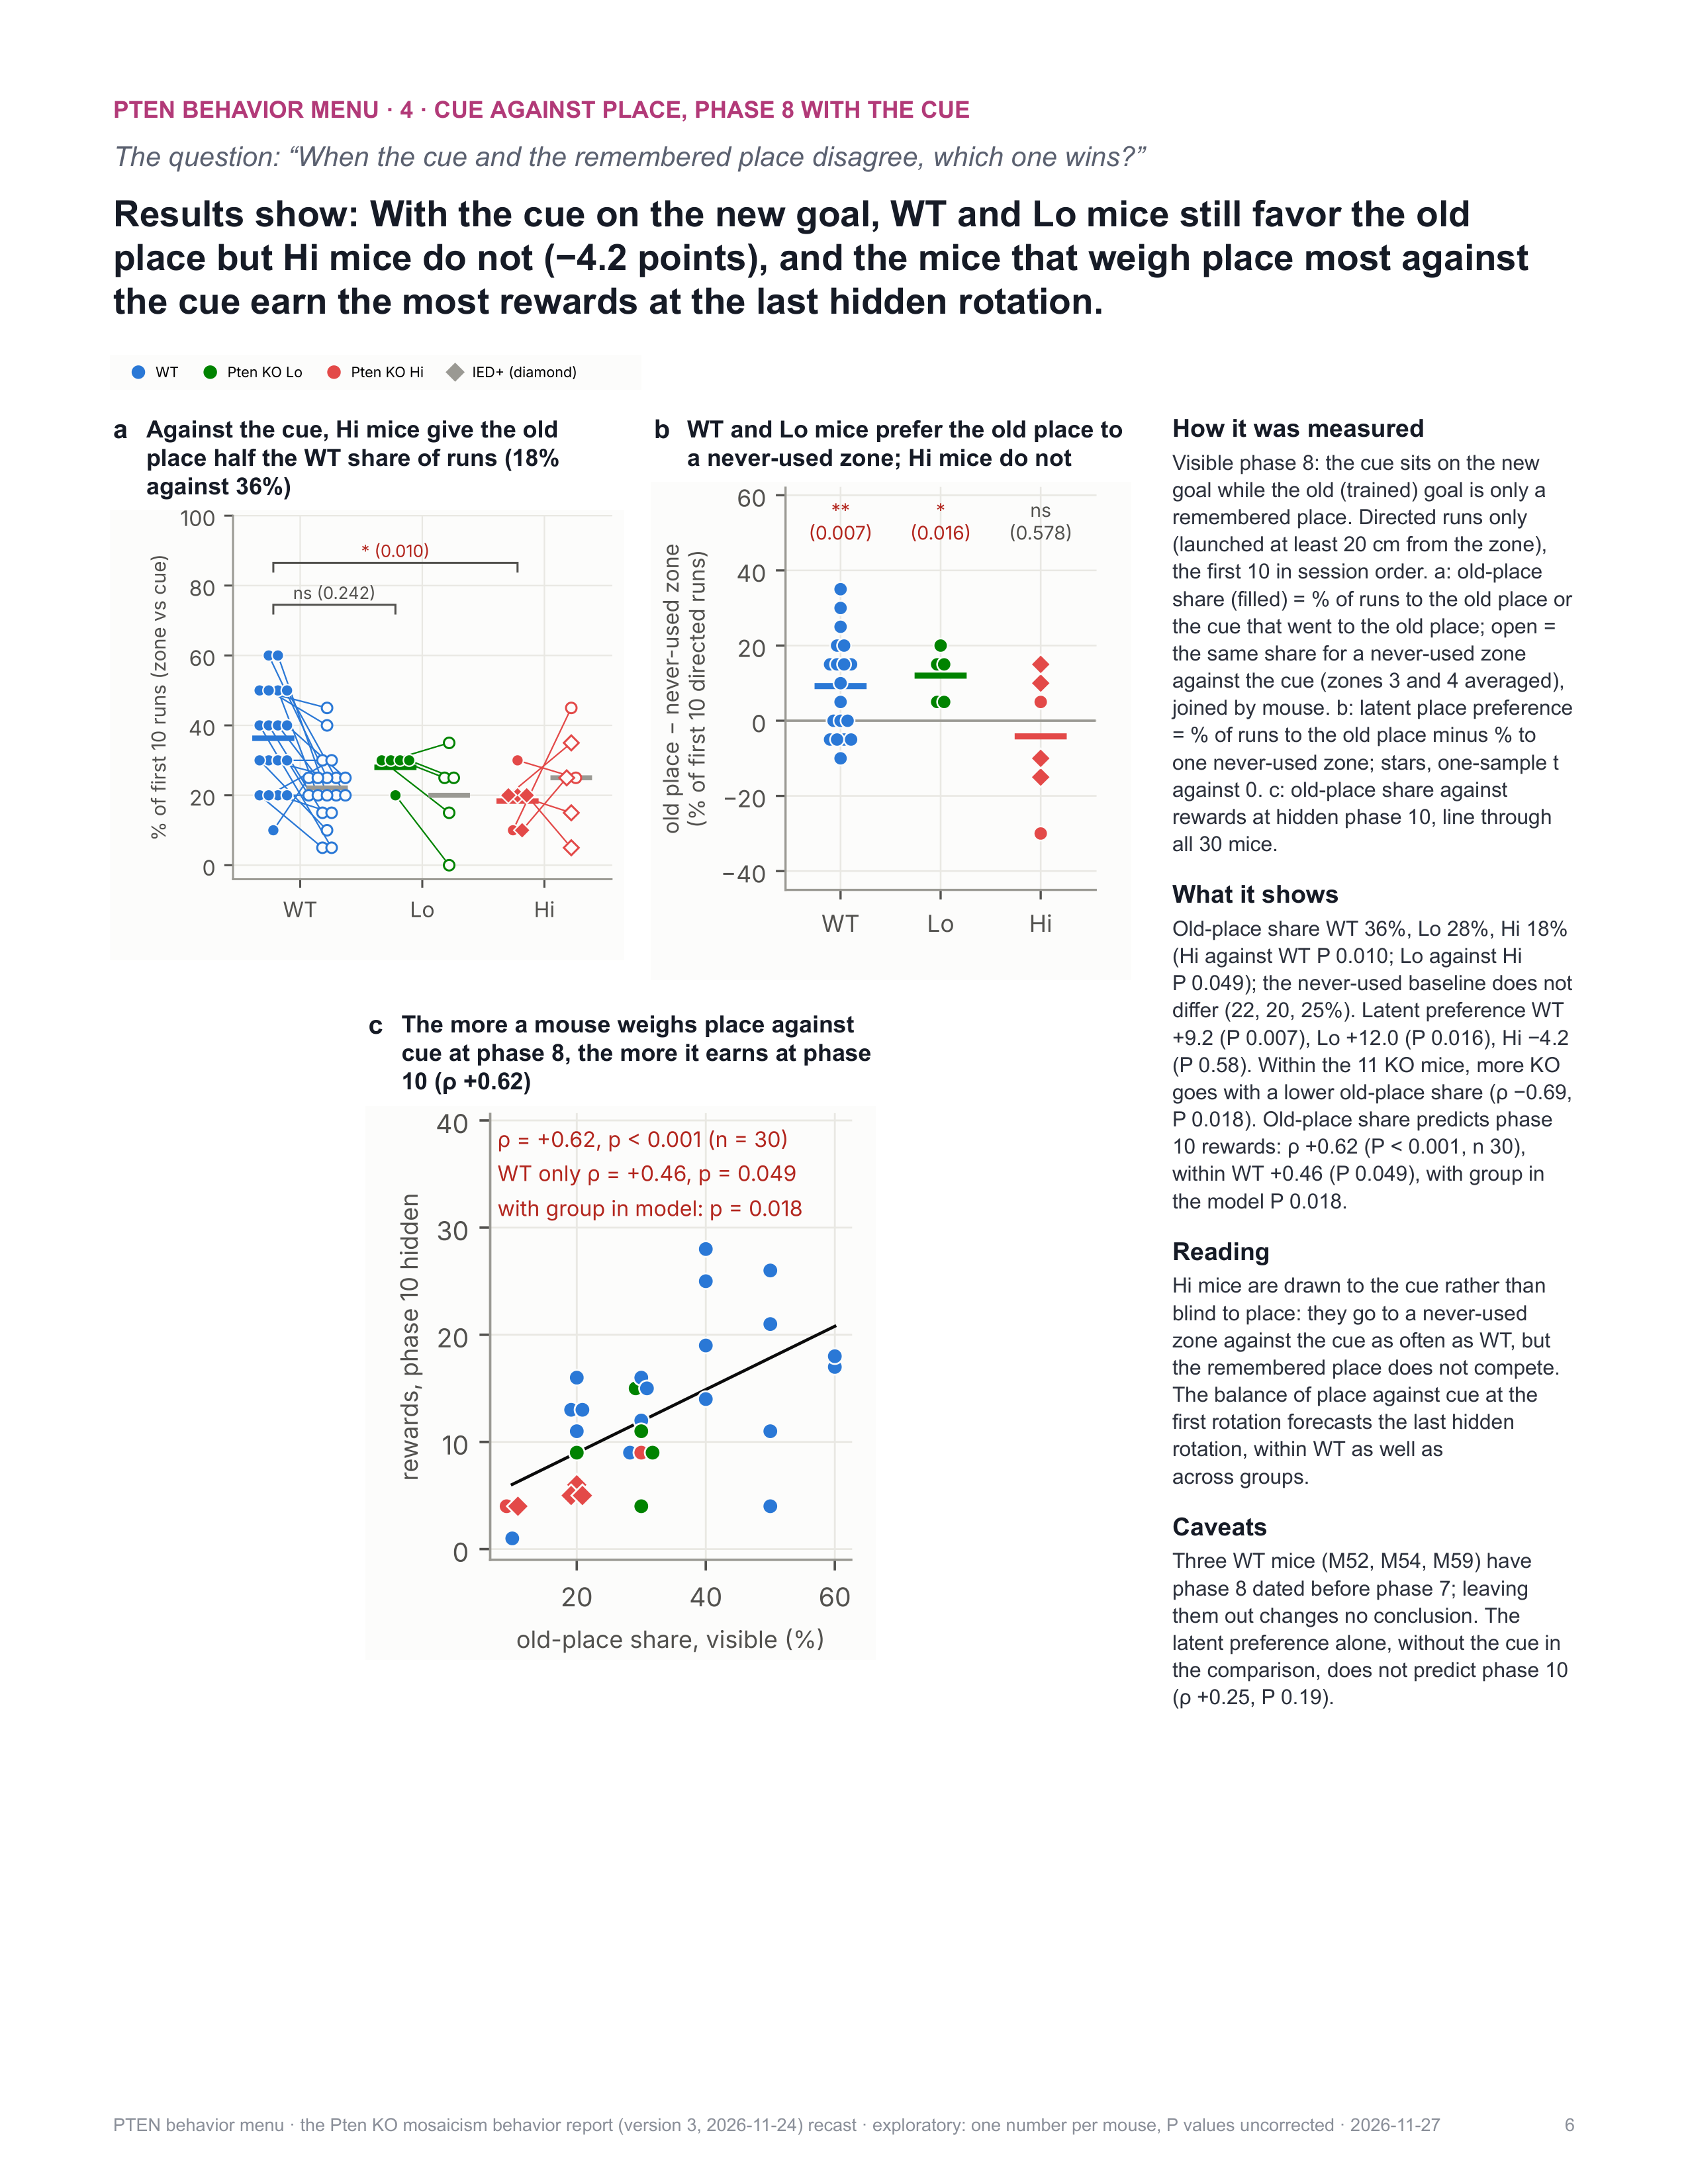 PTEN BEHAVIOR MENU · 4 · CUE AGAINST PLACE, PHASE 8 WITH THE CUE
The question: “When the cue and the remembered place disagree, which one wins?”
Results show: With the cue on the new goal, WT and Lo mice still favor the old
place but Hi mice do not (−4.2 points), and the mice that weigh place most against
the cue earn the most rewards at the last hidden rotation.
WT Pten KO Lo Pten KO Hi IED+ (diamond)
a Against the cue, Hi mice give the old
place half the WT share of runs (18%
against 36%)
% of first 10 runs (zone vs cue)
100
80
60
40
20
0
* (0.010)
ns (0.242)
WT Lo Hi
b WT and Lo mice prefer the old place to
a never-used zone; Hi mice do not
old place − never-used zone
(% of first 10 directed runs)
60
40
20
0
−20
−40
** * ns
(0.007) (0.016) (0.578)
WT Lo Hi
c The more a mouse weighs place against
cue at phase 8, the more it earns at phase
10 (ρ +0.62)
rewards, phase 10 hidden
40
30
20
10
0
ρ = +0.62, p < 0.001 (n = 30)
WT only ρ = +0.46, p = 0.049
with group in model: p = 0.018
20 40 60
old-place share, visible (%)
How it was measured
Visible phase 8: the cue sits on the new
goal while the old (trained) goal is only a
remembered place. Directed runs only
(launched at least 20 cm from the zone),
the first 10 in session order. a: old-place
share (filled) = % of runs to the old place or
the cue that went to the old place; open =
the same share for a never-used zone
against the cue (zones 3 and 4 averaged),
joined by mouse. b: latent place preference
= % of runs to the old place minus % to
one never-used zone; stars, one-sample t
against 0. c: old-place share against
rewards at hidden phase 10, line through
all 30 mice.
What it shows
Old-place share WT 36%, Lo 28%, Hi 18%
(Hi against WT P 0.010; Lo against Hi
P 0.049); the never-used baseline does not
differ (22, 20, 25%). Latent preference WT
+9.2 (P 0.007), Lo +12.0 (P 0.016), Hi −4.2
(P 0.58). Within the 11 KO mice, more KO
goes with a lower old-place share (ρ −0.69,
P 0.018). Old-place share predicts phase
10 rewards: ρ +0.62 (P < 0.001, n 30),
within WT +0.46 (P 0.049), with group in
the model P 0.018.
Reading
Hi mice are drawn to the cue rather than
blind to place: they go to a never-used
zone against the cue as often as WT, but
the remembered place does not compete.
The balance of place against cue at the
first rotation forecasts the last hidden
rotation, within WT as well as
across groups.
Caveats
Three WT mice (M52, M54, M59) have
phase 8 dated before phase 7; leaving
them out changes no conclusion. The
latent preference alone, without the cue in
the comparison, does not predict phase 10
(ρ +0.25, P 0.19).
PTEN behavior menu · the Pten KO mosaicism behavior report (version 3, 2026-11-24) recast · exploratory: one number per mouse, P values uncorrected · 2026-11-27 6